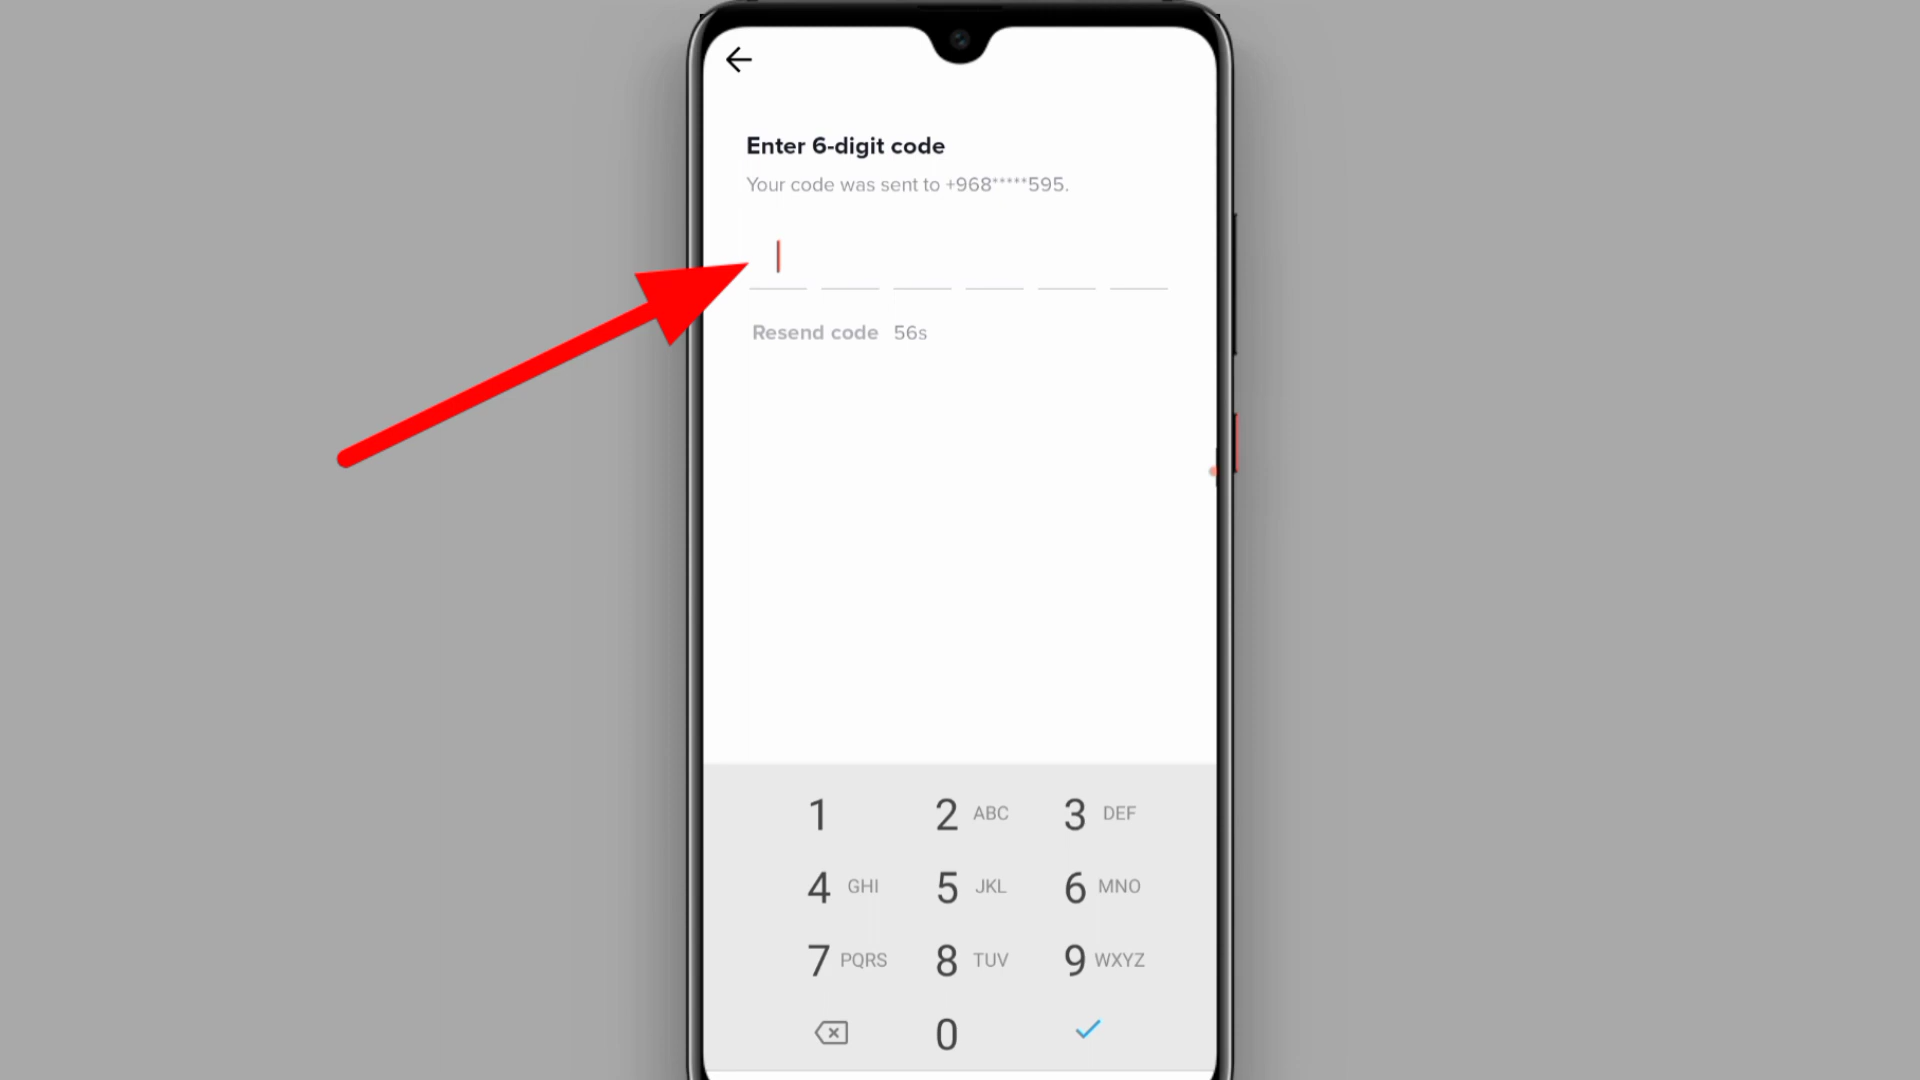 Enter 6-digit code
Your code was sent to +968*****595.
Resend code 56s
1 2 ABC 3 DEF
4 GHI 5 JKL 6 MNO
7 PQRS 8 TUV 9 WXYZ
0